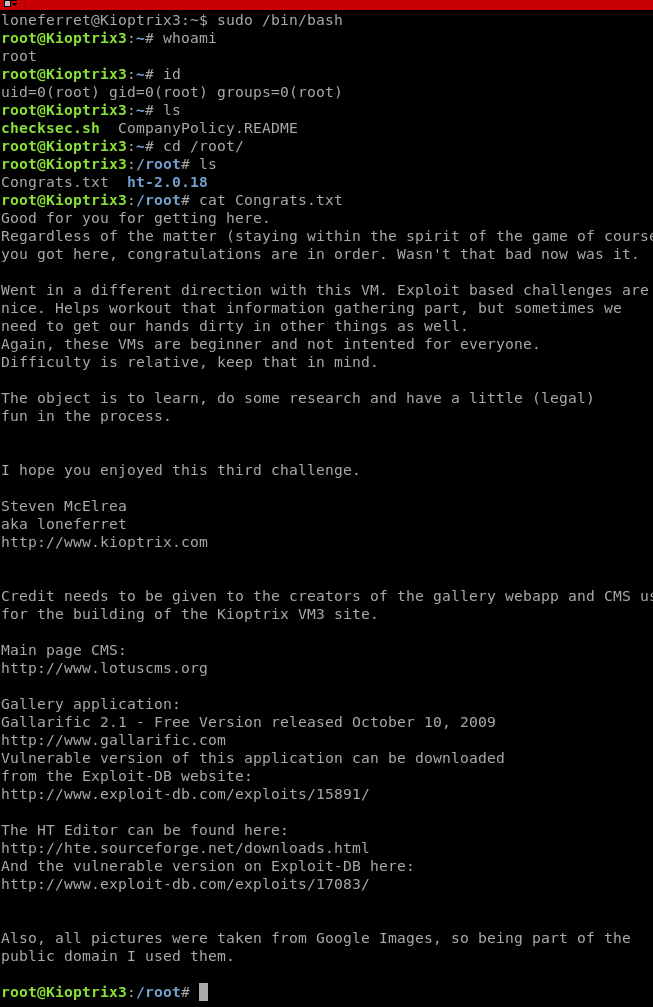 loneferret@Kioptrix3:~$ sudo /bin/bash
root@Kioptrix3:~# whoami
root
root@Kioptrix3:~# id
uid=0(root) gid=0(root) groups=0(root)
root@Kioptrix3:~# ls
checksec.sh  CompanyPolicy.README
root@Kioptrix3:~# cd /root/
root@Kioptrix3:/root# ls
Congrats.txt  ht-2.0.18
root@Kioptrix3:/root# cat Congrats.txt
Good for you for getting here.
Regardless of the matter (staying within the spirit of the game of course
you got here, congratulations are in order. Wasn't that bad now was it.
Went in a different direction with this VM. Exploit based challenges are
nice. Helps workout that information gathering part, but sometimes we
need to get our hands dirty in other things as well.
Again, these VMs are beginner and not intented for everyone.
Difficulty is relative, keep that in mind.
The object is to learn, do some research and have a little (legal)
fun in the process.
I hope you enjoyed this third challenge.
Steven McElrea
aka loneferret
http://www.kioptrix.com
Credit needs to be given to the creators of the gallery webapp and CMS us
for the building of the Kioptrix VM3 site.
Main page CMS:
http://www.lotuscms.org
Gallery application:
Gallarific 2.1 - Free Version released October 10, 2009
http://www.gallarific.com
Vulnerable version of this application can be downloaded
from the Exploit-DB website:
http://www.exploit-db.com/exploits/15891/
The HT Editor can be found here:
http://hte.sourceforge.net/downloads.html
And the vulnerable version on Exploit-DB here:
http://www.exploit-db.com/exploits/17083/
Also, all pictures were taken from Google Images, so being part of the
public domain I used them.
root@Kioptrix3:/root#